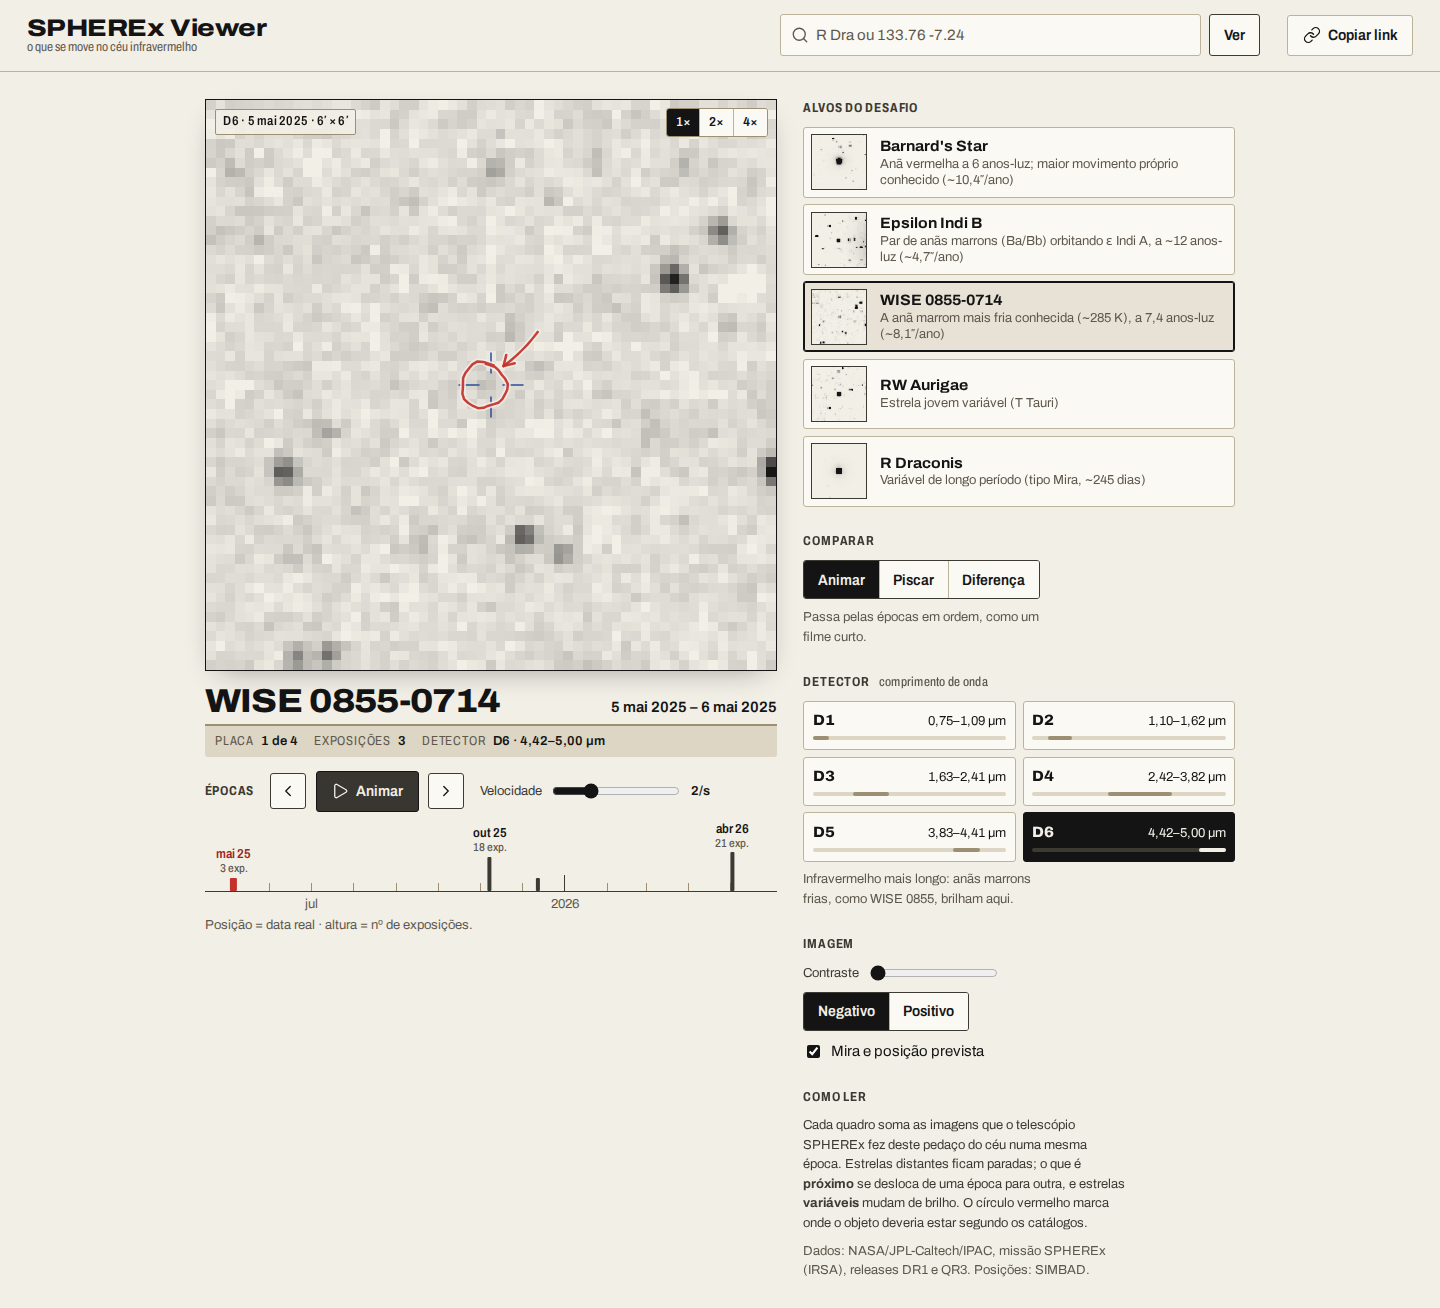 SPHEREx Viewer
o que se move no céu infravermelho
R Dra ou 133.76 -7.24
Ver
Copiar link
D6 · 5 mai 2025 · 6′ × 6′
1×
2×
4×
WISE 0855-0714
5 mai 2025 – 6 mai 2025
PLACA 1 de 4 EXPOSIÇÕES 3 DETECTOR D6 · 4,42–5,00 µm
ÉPOCAS
Animar
Velocidade
2/s
mai 25
3 exp.
out 25
18 exp.
abr 26
21 exp.
jul
2026
Posição = data real · altura = nº de exposições.
ALVOS DO DESAFIO
Barnard's Star
Anã vermelha a 6 anos-luz; maior movimento próprio
conhecido (~10,4″/ano)
Epsilon Indi B
Par de anãs marrons (Ba/Bb) orbitando ε Indi A, a ~12 anos-
luz (~4,7″/ano)
WISE 0855-0714
A anã marrom mais fria conhecida (~285 K), a 7,4 anos-luz
(~8,1″/ano)
RW Aurigae
Estrela jovem variável (T Tauri)
R Draconis
Variável de longo período (tipo Mira, ~245 dias)
COMPARAR
Animar
Piscar
Diferença
Passa pelas épocas em ordem, como um
filme curto.
DETECTOR comprimento de onda
D1 0,75–1,09 µm
D2 1,10–1,62 µm
D3 1,63–2,41 µm
D4 2,42–3,82 µm
D5 3,83–4,41 µm
D6 4,42–5,00 µm
Infravermelho mais longo: anãs marrons
frias, como WISE 0855, brilham aqui.
IMAGEM
Contraste
Negativo
Positivo
Mira e posição prevista
COMO LER
Cada quadro soma as imagens que o telescópio
SPHEREx fez deste pedaço do céu numa mesma
época. Estrelas distantes ficam paradas; o que é
próximo se desloca de uma época para outra, e estrelas
variáveis mudam de brilho. O círculo vermelho marca
onde o objeto deveria estar segundo os catálogos.
Dados: NASA/JPL-Caltech/IPAC, missão SPHEREx
(IRSA), releases DR1 e QR3. Posições: SIMBAD.